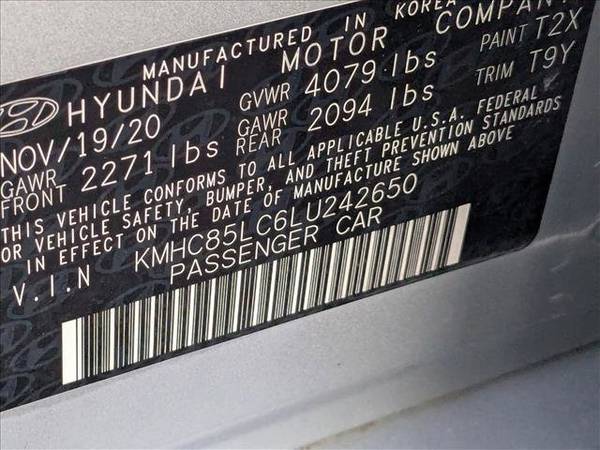 MANUFACTURED IN KOREA
HYUNDAI MOTOR COMPANY
NOV/19/20 GVWR 4079 lbs PAINT T2X
GAWR FRONT 2271 lbs GAWR REAR 2094 lbs TRIM T9Y
THIS VEHICLE CONFORMS TO ALL APPLICABLE U.S.A. FEDERAL
MOTOR VEHICLE SAFETY, BUMPER, AND THEFT PREVENTION STANDARDS
IN EFFECT ON THE DATE OF MANUFACTURE SHOWN ABOVE
V.I.N KMHC85LC6LU242650
PASSENGER CAR